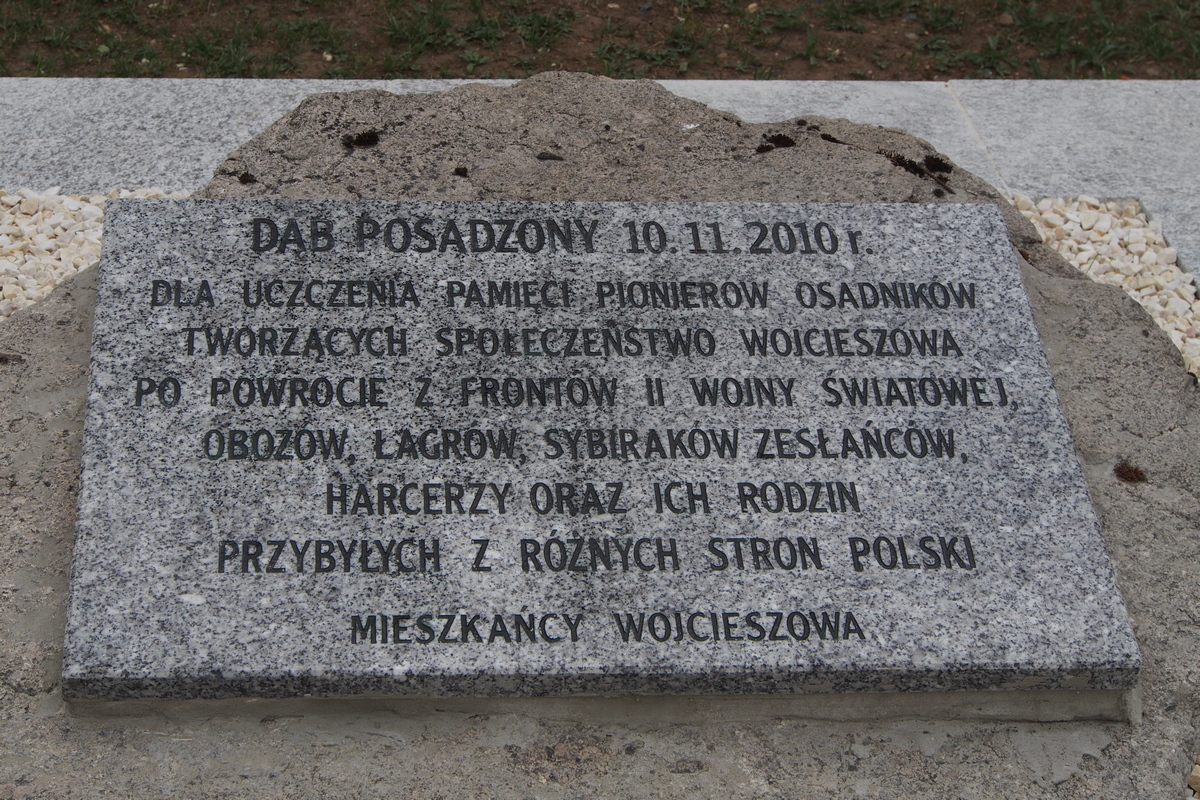 DĄB POSADZONY 10.11.2010 r.
DLA UCZCZENIA PAMIĘCI PIONIERÓW OSADNIKÓW
TWORZĄCYCH SPOŁECZEŃSTWO WOJCIESZOWA
PO POWROCIE Z FRONTÓW II WOJNY ŚWIATOWEJ,
OBOZÓW, ŁAGRÓW, SYBIRAKÓW ZESŁAŃCÓW,
HARCERZY ORAZ ICH RODZIN
PRZYBYŁYCH Z RÓŻNYCH STRON POLSKI
MIESZKAŃCY WOJCIESZOWA